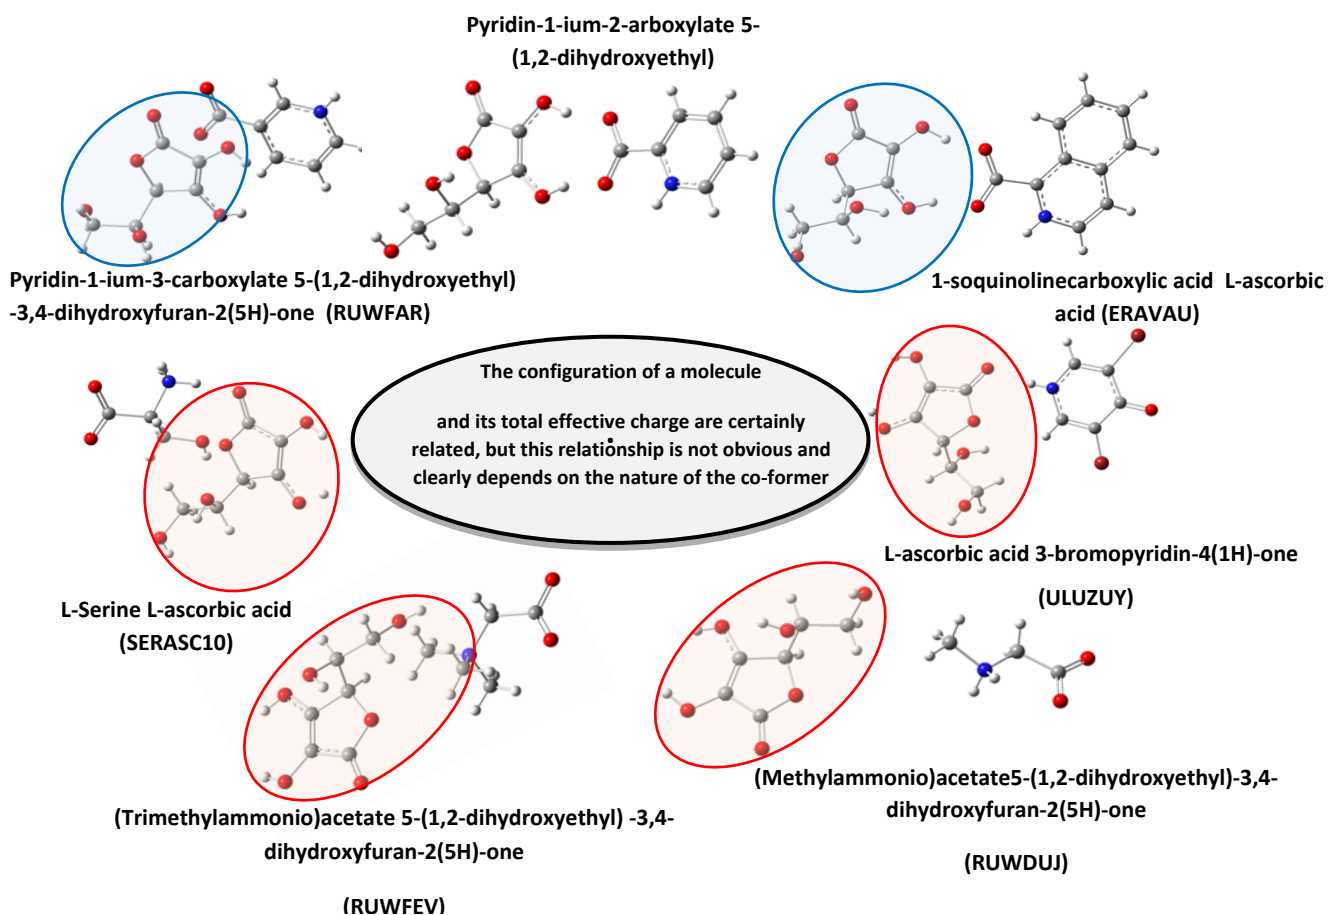 Pyridin-1-ium-2-arboxylate 5-
(1,2-dihydroxyethyl)
Pyridin-1-ium-3-carboxylate 5-(1,2-dihydroxyethyl)
-3,4-dihydroxyfuran-2(5H)-one (RUWFAR)
1-soquinolinecarboxylic acid L-ascorbic
acid (ERAVAU)
The configuration of a molecule
and its total effective charge are certainly
related, but this relationship is not obvious and
clearly depends on the nature of the co-former
L-Serine L-ascorbic acid
(SERASC10)
L-ascorbic acid 3-bromopyridin-4(1H)-one
(ULUZUY)
(Trimethylammonio)acetate 5-(1,2-dihydroxyethyl) -3,4-
dihydroxyfuran-2(5H)-one
(RUWFEV)
(Methylammonio)acetate5-(1,2-dihydroxyethyl)-3,4-
dihydroxyfuran-2(5H)-one
(RUWDUJ)